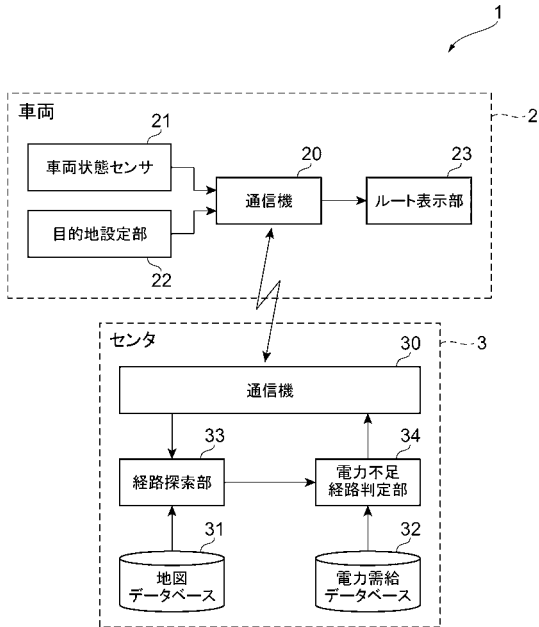 1
車両
2
21
車両状態センサ
20
通信機
23
ルート表示部
目的地設定部
22
センタ
3
30
通信機
33
経路探索部
34
電力不足
経路判定部
31
地図
データベース
32
電力需給
データベース